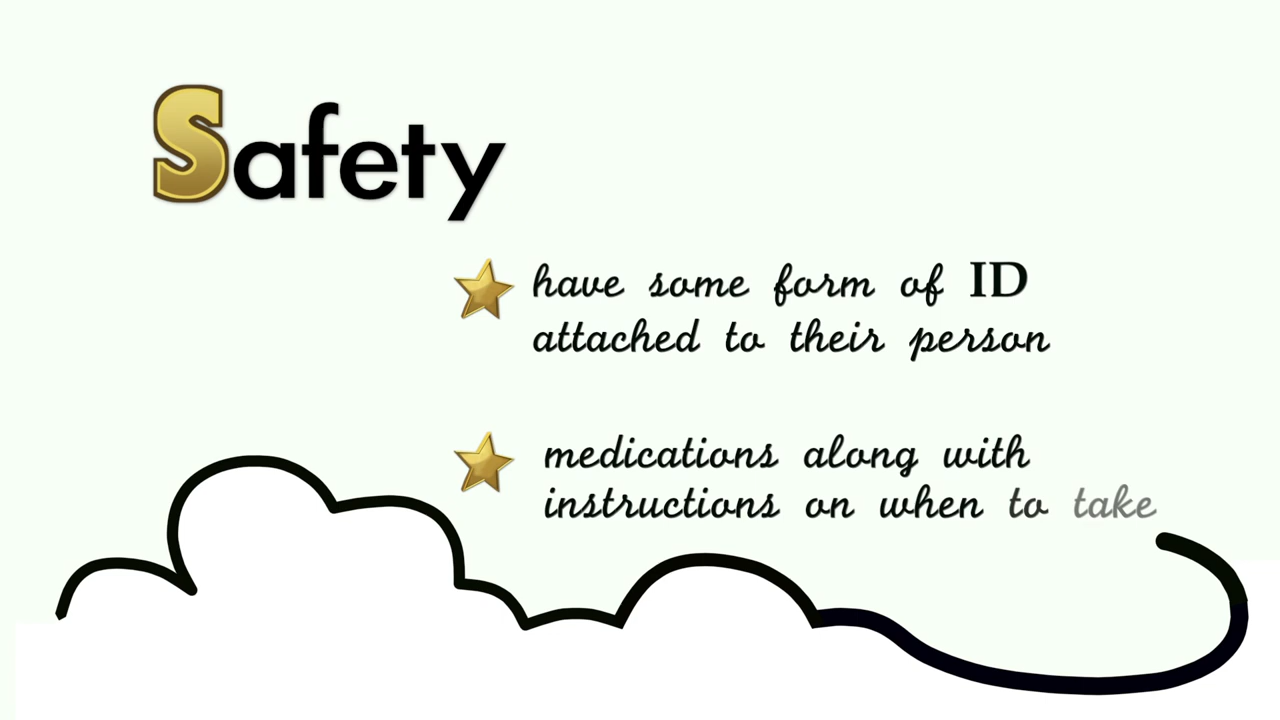 Safety
have some form of ID
attached to their person
medications along with
instructions on when to take